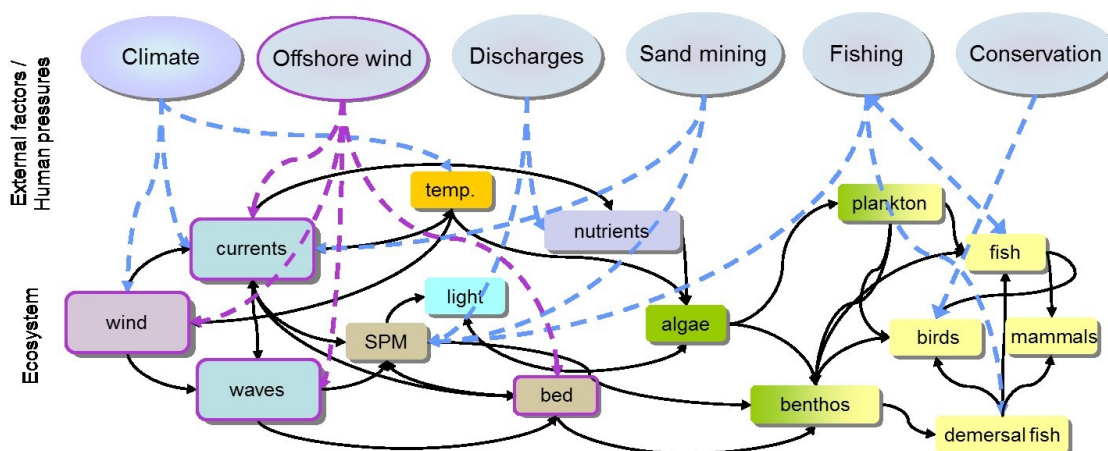 Climate
Offshore wind
Discharges
Sand mining
Fishing
Conservation
External factors /
Human pressures
temp.
plankton
currents
nutrients
fish
Ecosystem
wind
light
SPM
algae
birds
mammals
waves
bed
benthos
demersal fish